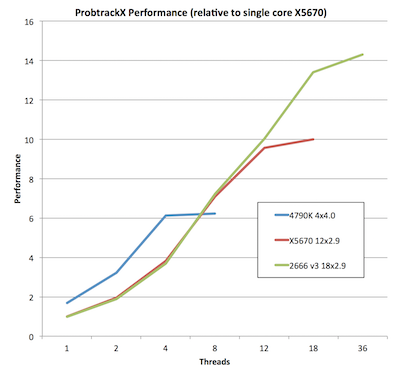 ProbtrackX Performance (relative to single core X5670)
16
14
12
10
8
6
4
2
0
Performance
4790K 4x4.0
X5670 12x2.9
2666 v3 18x2.9
1 2 4 8 12 18 36
Threads